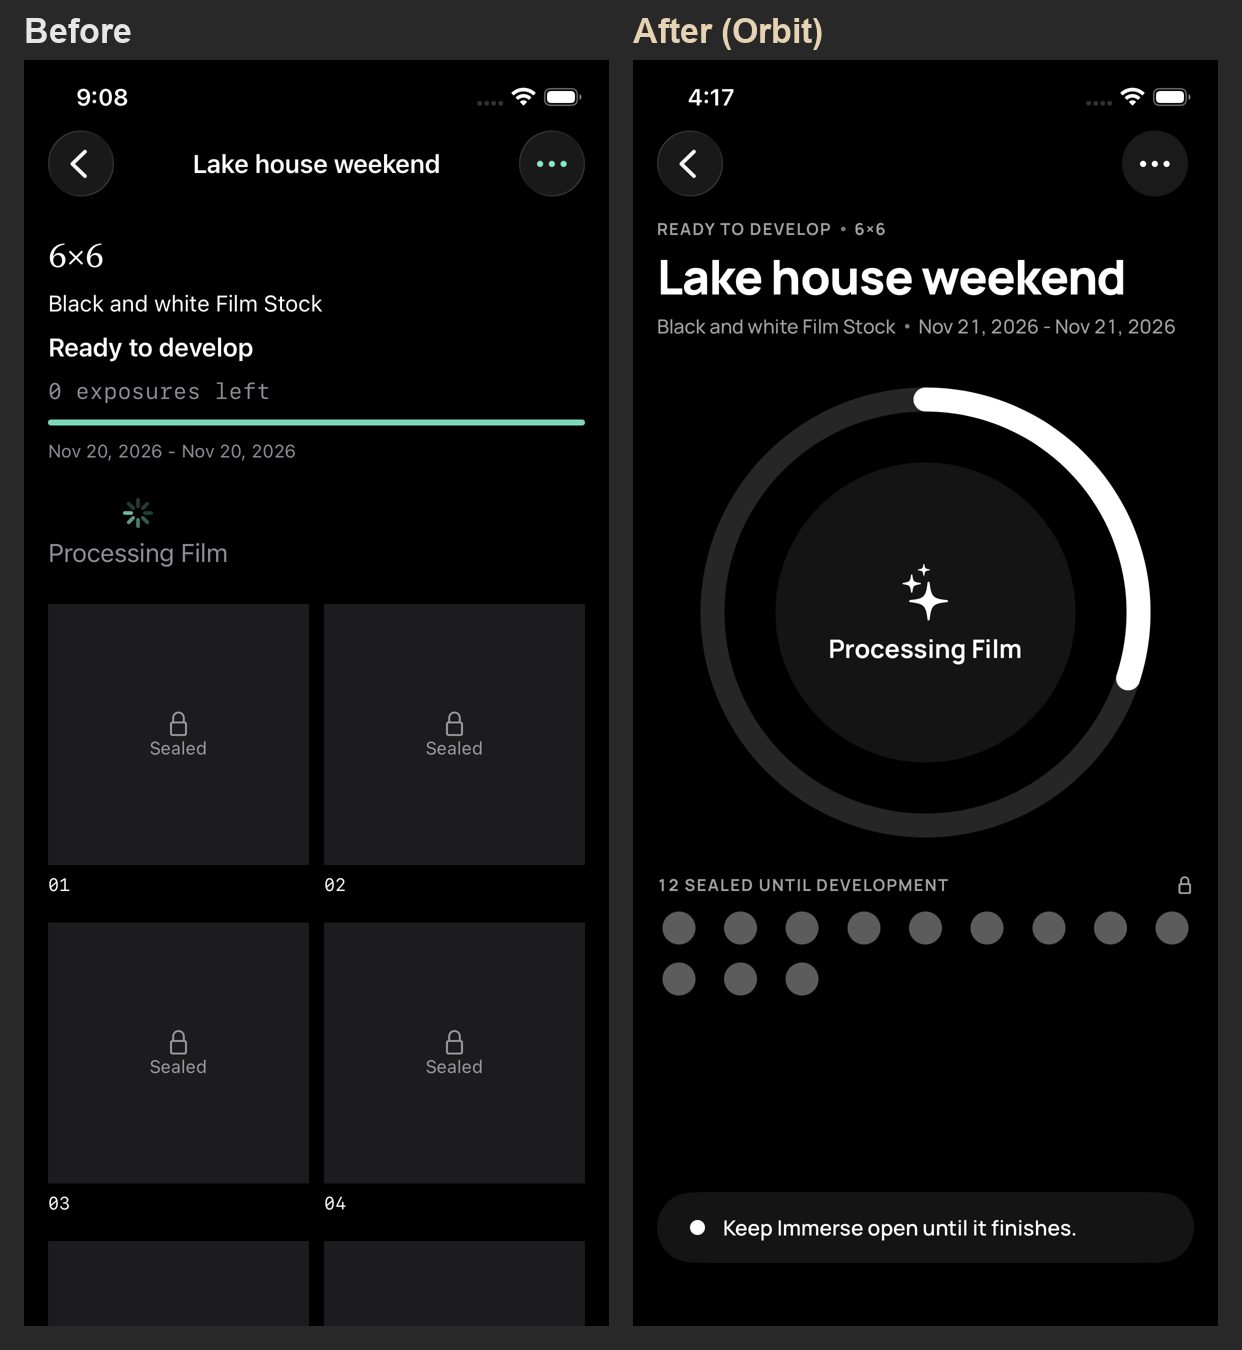 Before
9:08
Lake house weekend
6×6
Black and white Film Stock
Ready to develop
0 exposures left
Nov 20, 2026 - Nov 20, 2026
Processing Film
Sealed
Sealed
01
02
Sealed
Sealed
03
04
After (Orbit)
4:17
READY TO DEVELOP • 6×6
Lake house weekend
Black and white Film Stock • Nov 21, 2026 - Nov 21, 2026
Processing Film
12 SEALED UNTIL DEVELOPMENT
Keep Immerse open until it finishes.